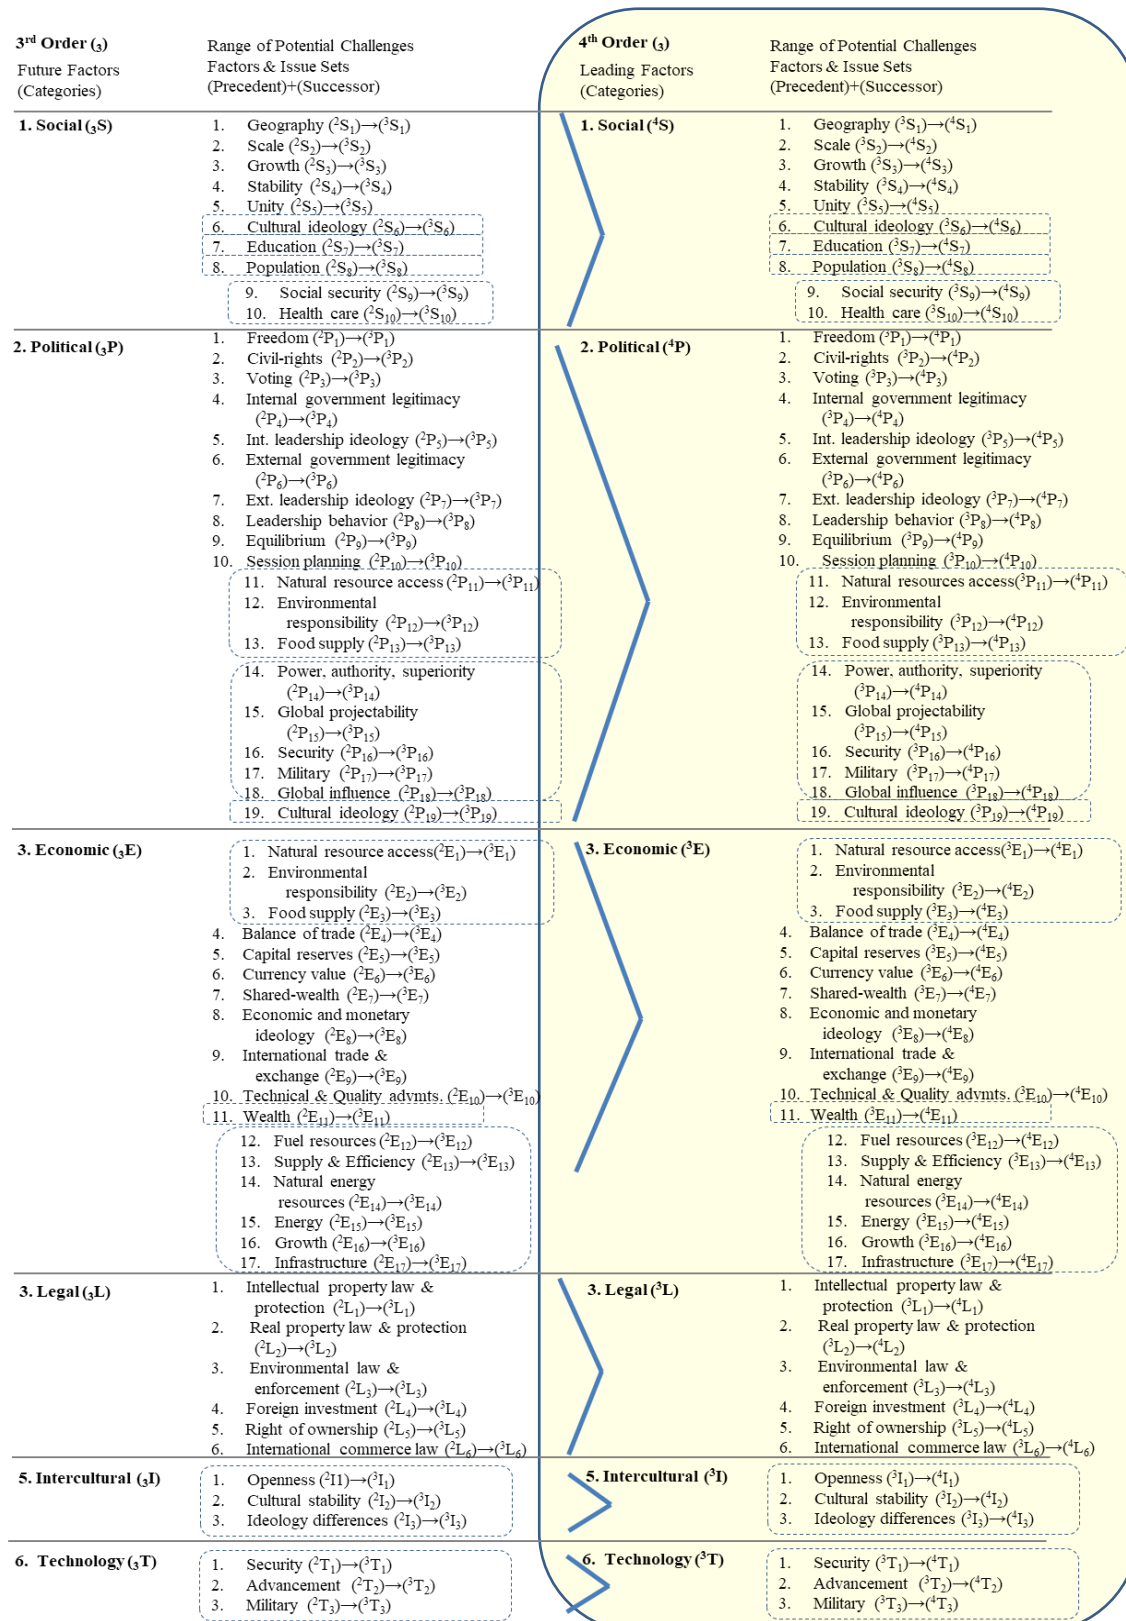 3rd Order (3)
Future Factors
(Categories)
Range of Potential Challenges
Factors & Issue Sets
(Precedent)+(Successor)
1. Social (3S)
1. Geography (2S1)→(3S1)
2. Scale (2S2)→(3S2)
3. Growth (2S3)→(3S3)
4. Stability (2S4)→(3S4)
5. Unity (2S5)→(3S5)
6. Cultural ideology (2S6)→(3S6)
7. Education (2S7)→(3S7)
8. Population (2S8)→(3S8)
9. Social security (2S9)→(3S9)
10. Health care (2S10)→(3S10)
2. Political (3P)
1. Freedom (2P1)→(3P1)
2. Civil-rights (2P2)→(3P2)
3. Voting (2P3)→(3P3)
4. Internal government legitimacy
(2P4)→(3P4)
5. Int. leadership ideology (2P5)→(3P5)
6. External government legitimacy
(2P6)→(3P6)
7. Ext. leadership ideology (2P7)→(3P7)
8. Leadership behavior (2P8)→(3P8)
9. Equilibrium (2P9)→(3P9)
10. Session planning (2P10)→(3P10)
11. Natural resource access (2P11)→(3P11)
12. Environmental
responsibility (2P12)→(3P12)
13. Food supply (2P13)→(3P13)
14. Power, authority, superiority
(2P14)→(3P14)
15. Global projectability
(2P15)→(3P15)
16. Security (2P16)→(3P16)
17. Military (2P17)→(3P17)
18. Global influence (2P18)→(3P18)
19. Cultural ideology (2P19)→(3P19)
3. Economic (3E)
1. Natural resource access(2E1)→(3E1)
2. Environmental
responsibility (2E2)→(3E2)
3. Food supply (2E3)→(3E3)
4. Balance of trade (2E4)→(3E4)
5. Capital reserves (2E5)→(3E5)
6. Currency value (2E6)→(3E6)
7. Shared-wealth (2E7)→(3E7)
8. Economic and monetary
ideology (2E8)→(3E8)
9. International trade &
exchange (2E9)→(3E9)
10. Technical & Quality advmts. (2E10)→(3E10)
11. Wealth (2E11)→(3E11)
12. Fuel resources (2E12)→(3E12)
13. Supply & Efficiency (2E13)→(3E13)
14. Natural energy
resources (2E14)→(3E14)
15. Energy (2E15)→(3E15)
16. Growth (2E16)→(3E16)
17. Infrastructure (2E17)→(3E17)
3. Legal (3L)
1. Intellectual property law &
protection (2L1)→(3L1)
2. Real property law & protection
(2L2)→(3L2)
3. Environmental law &
enforcement (2L3)→(3L3)
4. Foreign investment (2L4)→(3L4)
5. Right of ownership (2L5)→(3L5)
6. International commerce law (2L6)→(3L6)
5. Intercultural (3I)
1. Openness (2I1)→(3I1)
2. Cultural stability (2I2)→(3I2)
3. Ideology differences (2I3)→(3I3)
6. Technology (3T)
1. Security (2T1)→(3T1)
2. Advancement (2T2)→(3T2)
3. Military (2T3)→(3T3)
4th Order (3)
Leading Factors
(Categories)
Range of Potential Challenges
Factors & Issue Sets
(Precedent)+(Successor)
1. Social (4S)
1. Geography (3S1)→(4S1)
2. Scale (3S2)→(4S2)
3. Growth (3S3)→(4S3)
4. Stability (3S4)→(4S4)
5. Unity (3S5)→(4S5)
6. Cultural ideology (3S6)→(4S6)
7. Education (3S7)→(4S7)
8. Population (3S8)→(4S8)
9. Social security (3S9)→(4S9)
10. Health care (3S10)→(4S10)
2. Political (4P)
1. Freedom (3P1)→(4P1)
2. Civil-rights (3P2)→(4P2)
3. Voting (3P3)→(4P3)
4. Internal government legitimacy
(3P4)→(4P4)
5. Int. leadership ideology (3P5)→(4P5)
6. External government legitimacy
(3P6)→(4P6)
7. Ext. leadership ideology (3P7)→(4P7)
8. Leadership behavior (3P8)→(4P8)
9. Equilibrium (3P9)→(4P9)
10. Session planning (3P10)→(4P10)
11. Natural resources access(3P11)→(4P11)
12. Environmental
responsibility (3P12)→(4P12)
13. Food supply (3P13)→(4P13)
14. Power, authority, superiority
(3P14)→(4P14)
15. Global projectability
(3P15)→(4P15)
16. Security (3P16)→(4P16)
17. Military (3P17)→(4P17)
18. Global influence (3P18)→(4P18)
19. Cultural ideology (3P19)→(4P19)
3. Economic (3E)
1. Natural resource access(3E1)→(4E1)
2. Environmental
responsibility (3E2)→(4E2)
3. Food supply (3E3)→(4E3)
4. Balance of trade (3E4)→(4E4)
5. Capital reserves (3E5)→(4E5)
6. Currency value (3E6)→(4E6)
7. Shared-wealth (3E7)→(4E7)
8. Economic and monetary
ideology (3E8)→(4E8)
9. International trade &
exchange (3E9)→(4E9)
10. Technical & Quality advmts. (3E10)→(4E10)
11. Wealth (3E11)→(4E11)
12. Fuel resources (3E12)→(4E12)
13. Supply & Efficiency (3E13)→(4E13)
14. Natural energy
resources (3E14)→(4E14)
15. Energy (3E15)→(4E15)
16. Growth (3E16)→(4E16)
17. Infrastructure (3E17)→(4E17)
3. Legal (3L)
1. Intellectual property law &
protection (3L1)→(4L1)
2. Real property law & protection
(3L2)→(4L2)
3. Environmental law &
enforcement (3L3)→(4L3)
4. Foreign investment (3L4)→(4L4)
5. Right of ownership (3L5)→(4L5)
6. International commerce law (3L6)→(4L6)
5. Intercultural (3I)
1. Openness (3I1)→(4I1)
2. Cultural stability (3I2)→(4I2)
3. Ideology differences (3I3)→(4I3)
6. Technology (3T)
1. Security (3T1)→(4T1)
2. Advancement (3T2)→(4T2)
3. Military (3T3)→(4T3)